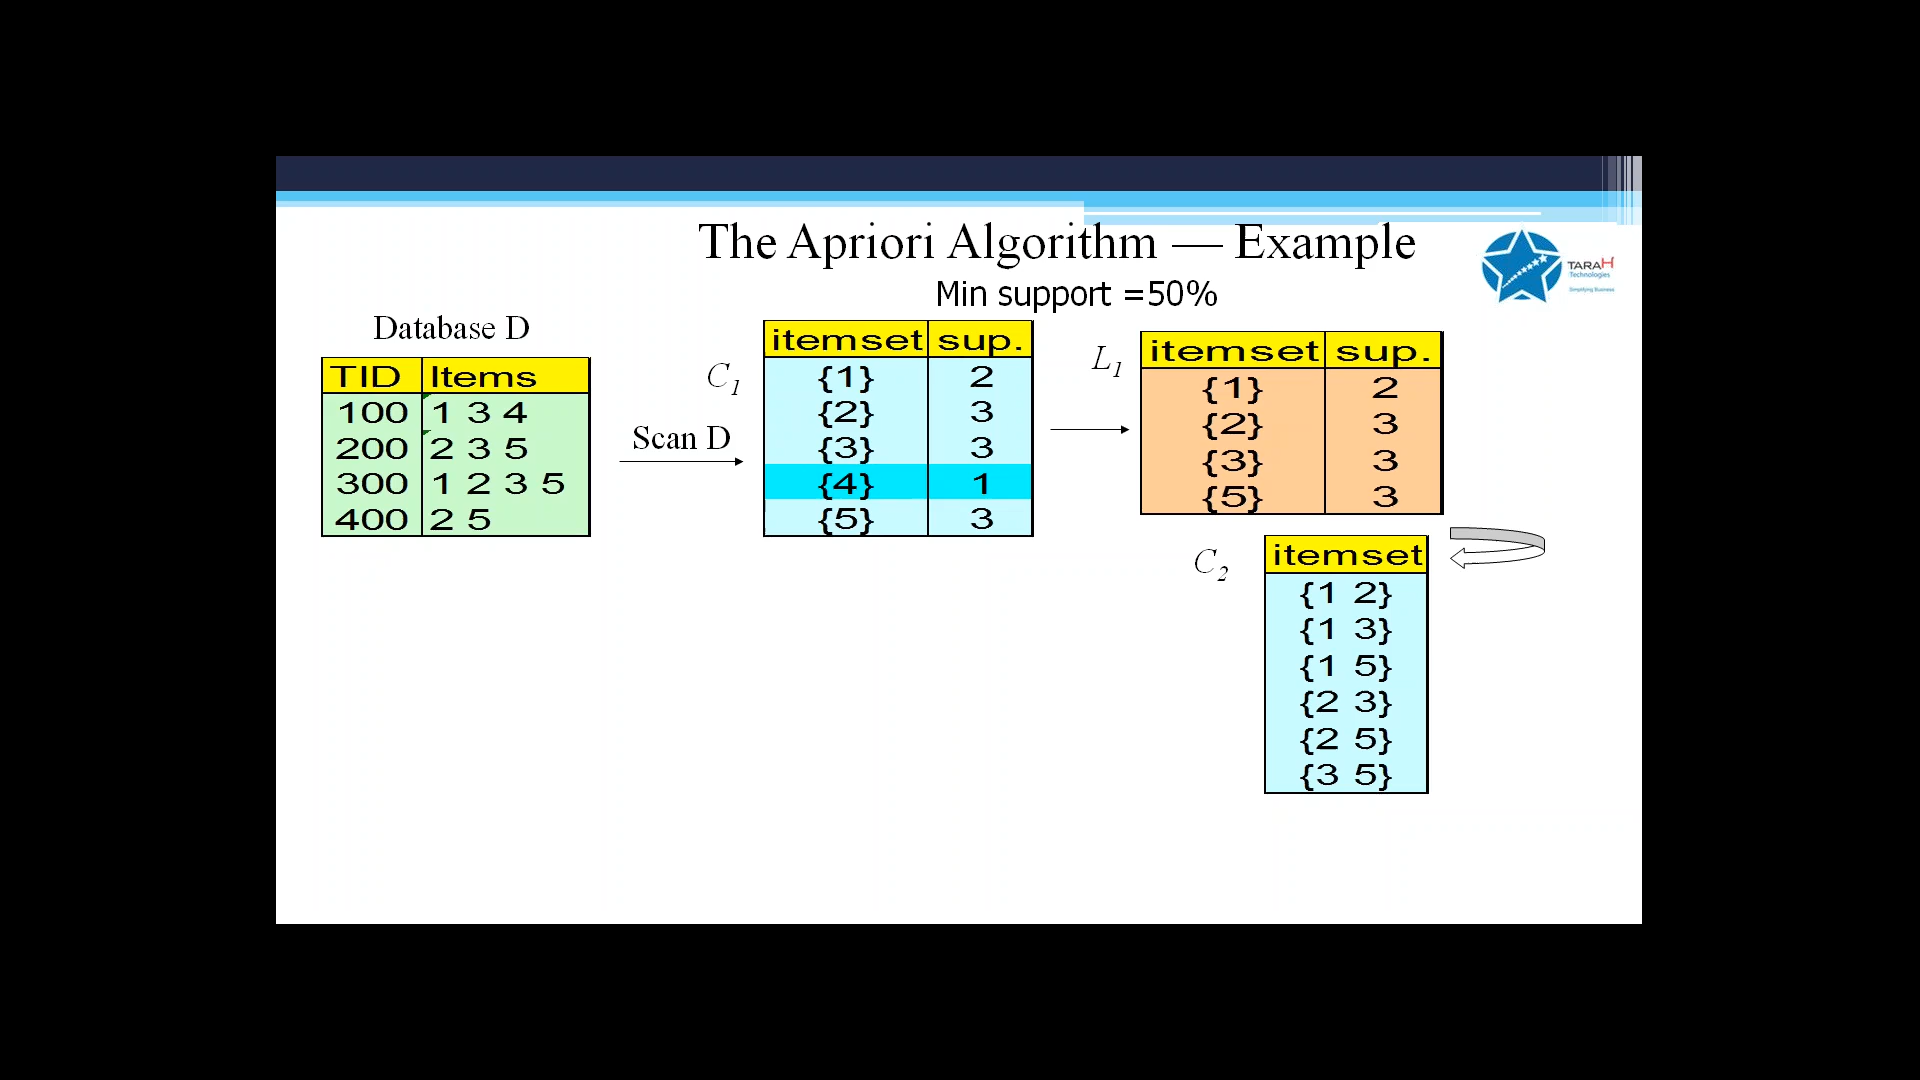 The Apriori Algorithm — Example
Min support =50%
TARAH
Technologies
Simplifying Business
Database D
TID Items
100 1 3 4
200 2 3 5
300 1 2 3 5
400 2 5
Scan D
C1
itemset sup.
{1} 2
{2} 3
{3} 3
{4} 1
{5} 3
L1
itemset sup.
{1} 2
{2} 3
{3} 3
{5} 3
C2
itemset
{1 2}
{1 3}
{1 5}
{2 3}
{2 5}
{3 5}